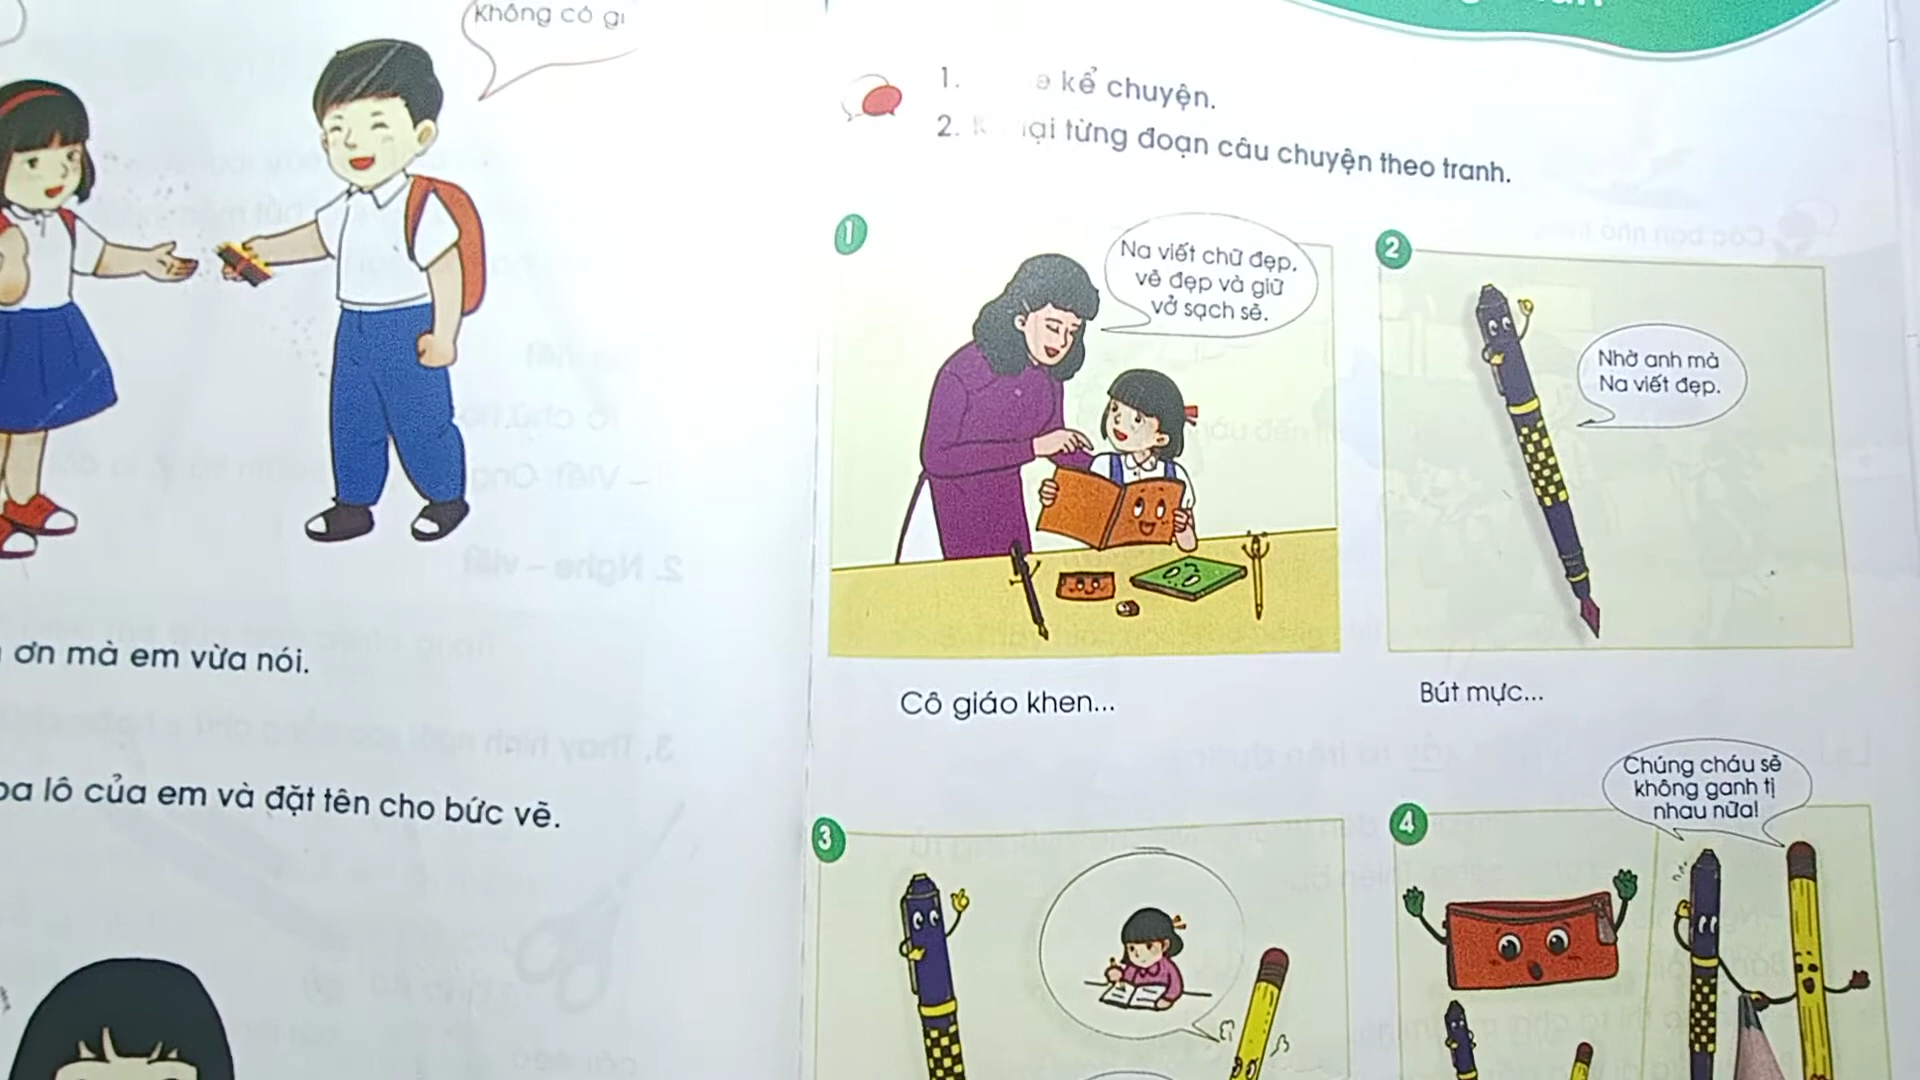 Không có gì
ơn mà em vừa nói.
ba lô của em và đặt tên cho bức vẽ.
1. kể chuyện.
2. lại từng đoạn câu chuyện theo tranh.
1
Na viết chữ đẹp,
vẽ đẹp và giữ
vở sạch sẽ.
Cô giáo khen...
2
Nhờ anh mà
Na viết đẹp.
Bút mực...
3
4
Chúng cháu sẽ
không ganh tị
nhau nữa!